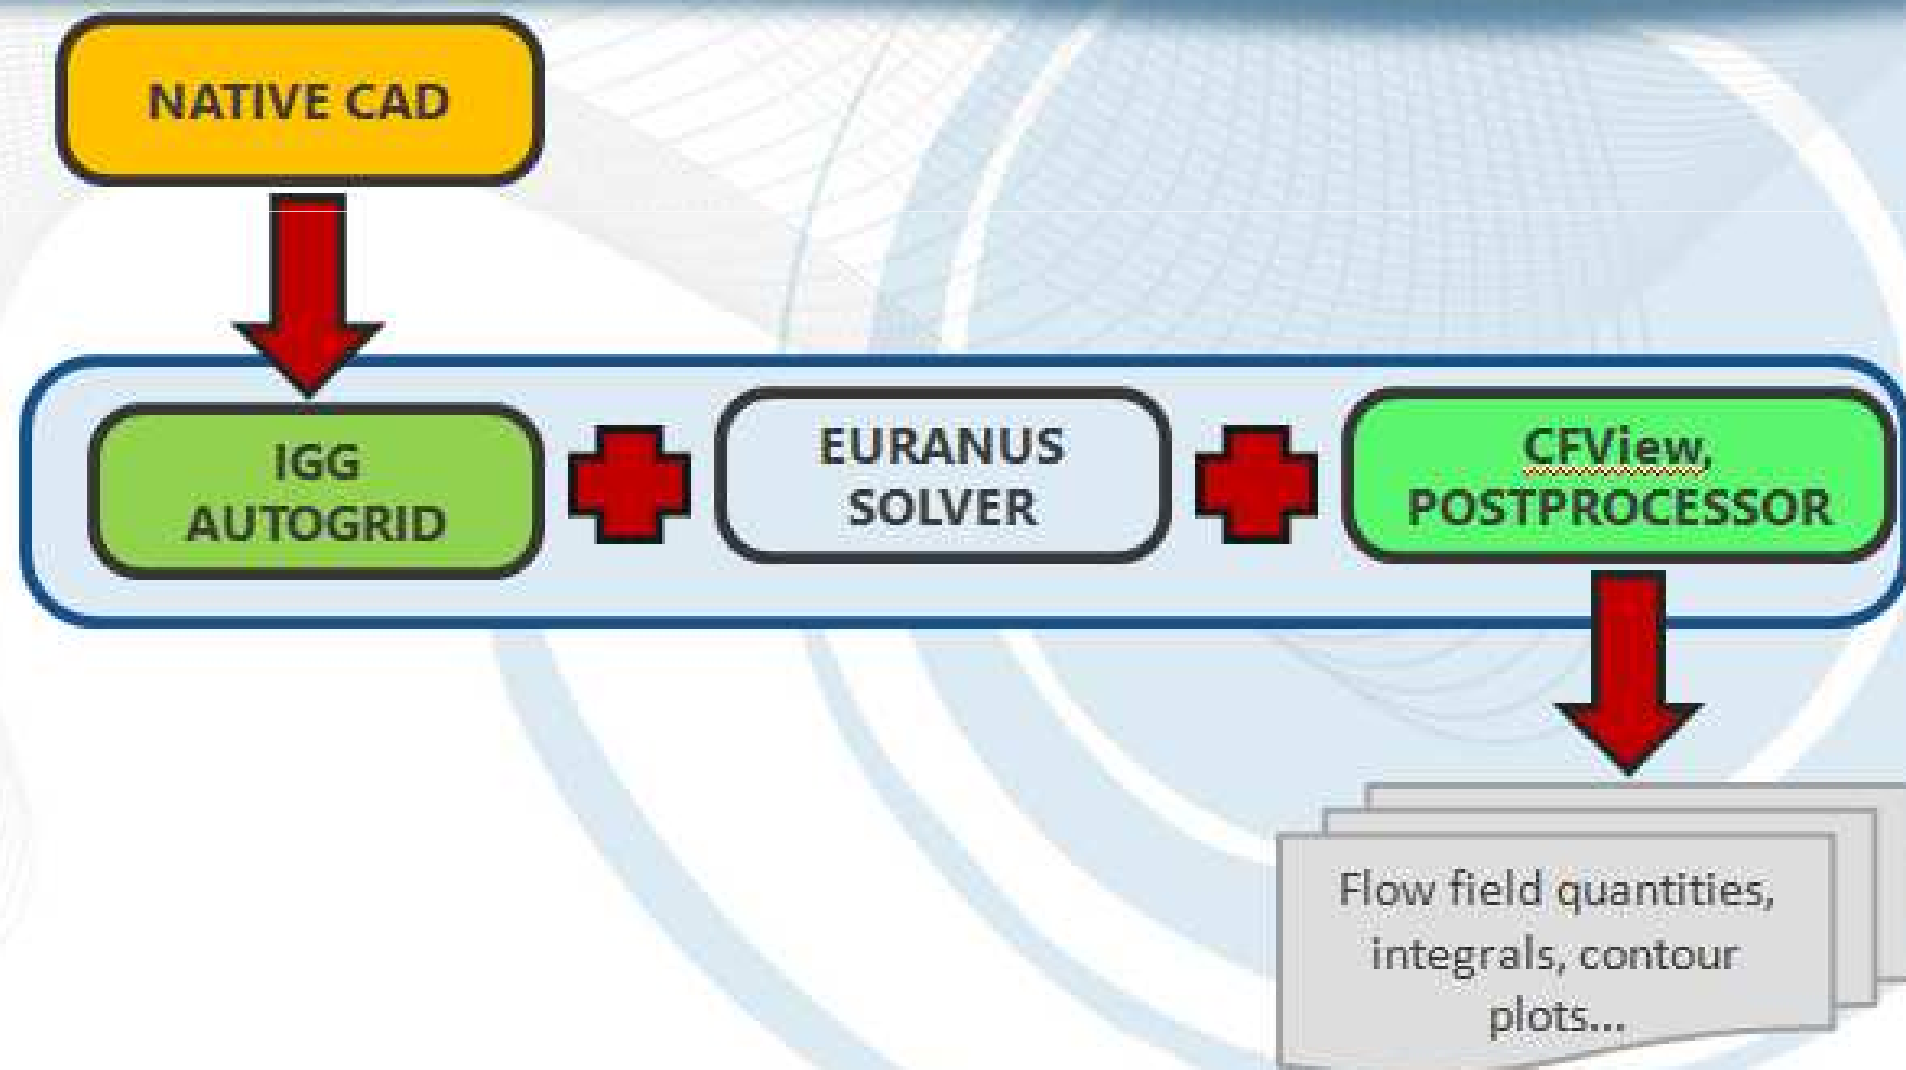 NATIVE CAD
IGG
AUTOGRID
EURANUS
SOLVER
CFView,
POSTPROCESSOR
Flow field quantities,
integrals, contour
plots...